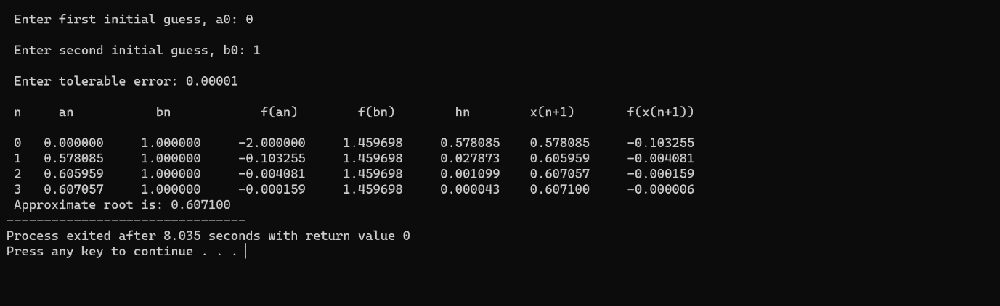 Enter first initial guess, a0: 0
Enter second initial guess, b0: 1
Enter tolerable error: 0.00001
n an bn f(an) f(bn) hn x(n+1) f(x(n+1))
0 0.000000 1.000000 -2.000000 1.459698 0.578085 0.578085 -0.103255
1 0.578085 1.000000 -0.103255 1.459698 0.027873 0.605959 -0.004081
2 0.605959 1.000000 -0.004081 1.459698 0.001099 0.607057 -0.000159
3 0.607057 1.000000 -0.000159 1.459698 0.000043 0.607100 -0.000006
Approximate root is: 0.607100
--------------------------------
Process exited after 8.035 seconds with return value 0
Press any key to continue . . .